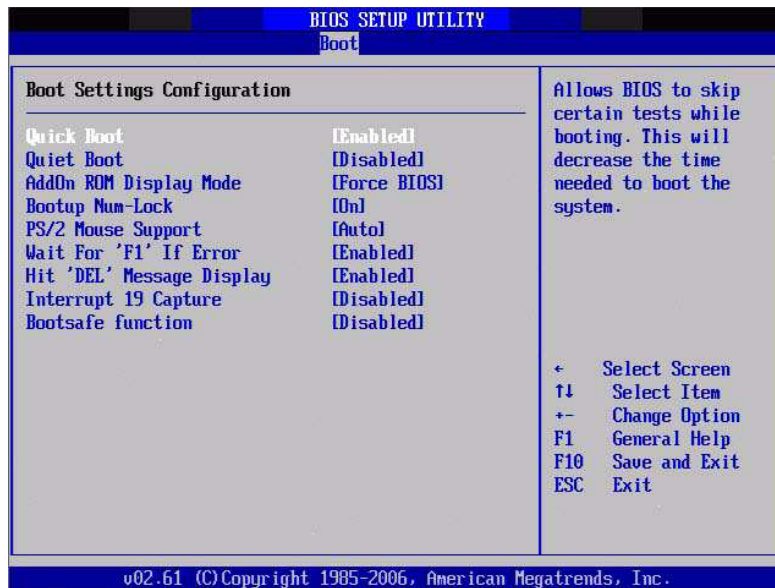 BIOS SETUP UTILITY
Boot
Boot Settings Configuration
Quick Boot [Enabled]
Quiet Boot [Disabled]
AddOn ROM Display Mode [Force BIOS]
Bootup Num-Lock [On]
PS/2 Mouse Support [Auto]
Wait For 'F1' If Error [Enabled]
Hit 'DEL' Message Display [Enabled]
Interrupt 19 Capture [Disabled]
Bootsafe function [Disabled]
Allows BIOS to skip
certain tests while
booting. This will
decrease the time
needed to boot the
system.
← Select Screen
↑↓ Select Item
+- Change Option
F1 General Help
F10 Save and Exit
ESC Exit
v02.61 (C)Copyright 1985-2006, American Megatrends, Inc.